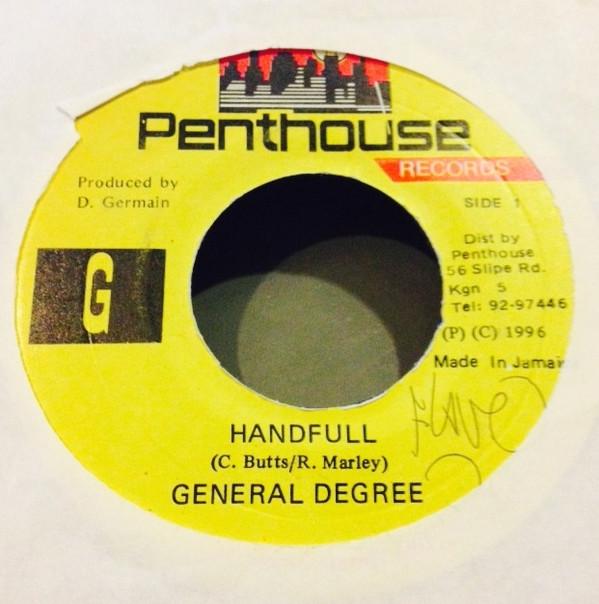 Penthouse
RECORDS
Produced by
D. Germain
SIDE 1
G
Dist by
Penthouse
56 Slipe Rd.
Kgn 5
Tel: 92-97446
(P) (C) 1996
Made In Jamai
HANDFULL
(C. Butts/R. Marley)
GENERAL DEGREE